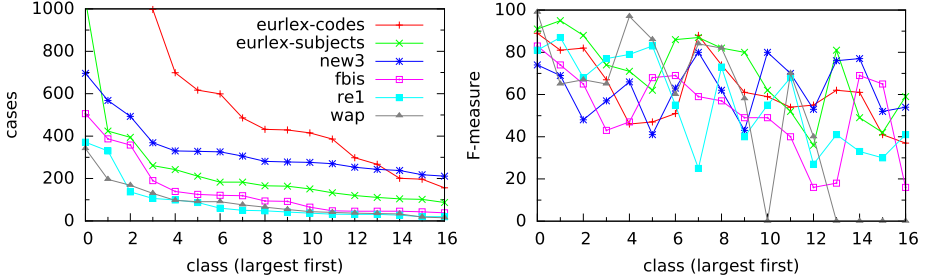 1000
800
600
400
200
0
cases
0 2 4 6 8 10 12 14 16
class (largest first)
eurlex-codes
eurlex-subjects
new3
fbis
re1
wap
100
80
60
40
20
0
F-measure
0 2 4 6 8 10 12 14 16
class (largest first)